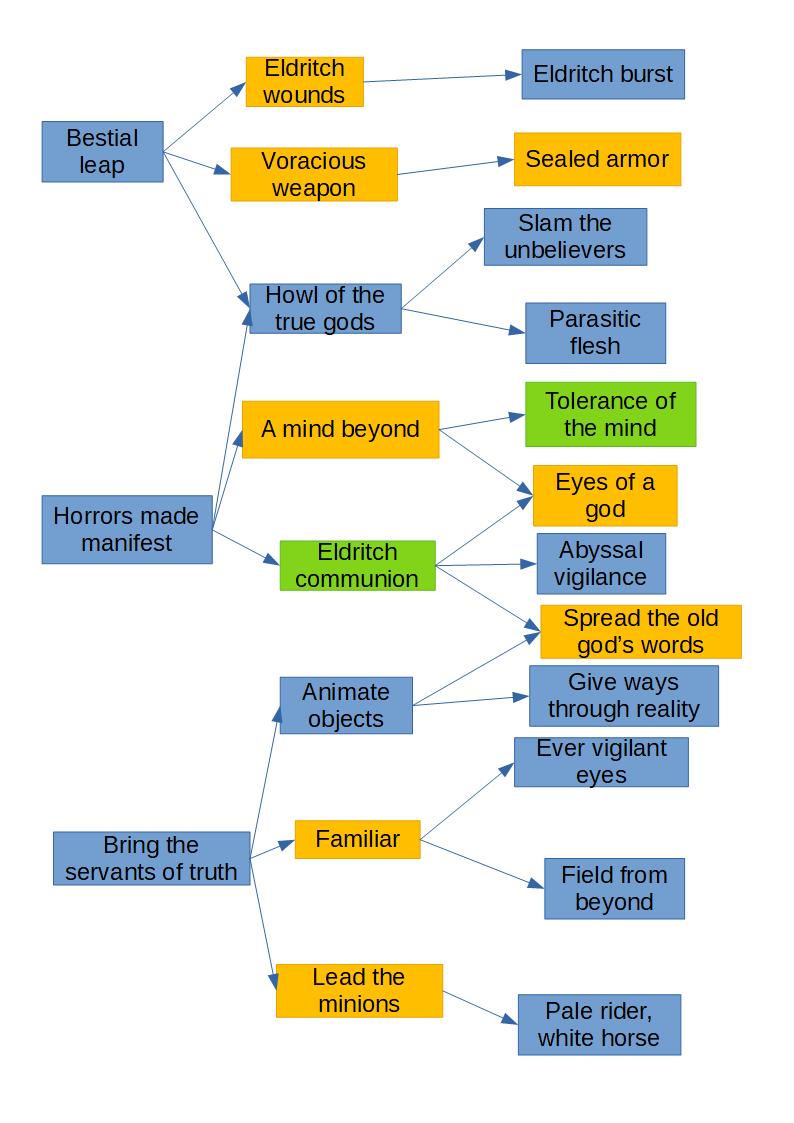 Eldritch
wounds
Eldritch burst
Bestial
leap
Voracious
weapon
Sealed armor
Slam the
unbelievers
Howl of the
true gods
Parasitic
flesh
A mind beyond
Tolerance of
the mind
Eyes of a
god
Horrors made
manifest
Eldritch
communion
Abyssal
vigilance
Spread the old
god’s words
Animate
objects
Give ways
through reality
Ever vigilant
eyes
Bring the
servants of truth
Familiar
Field from
beyond
Lead the
minions
Pale rider,
white horse